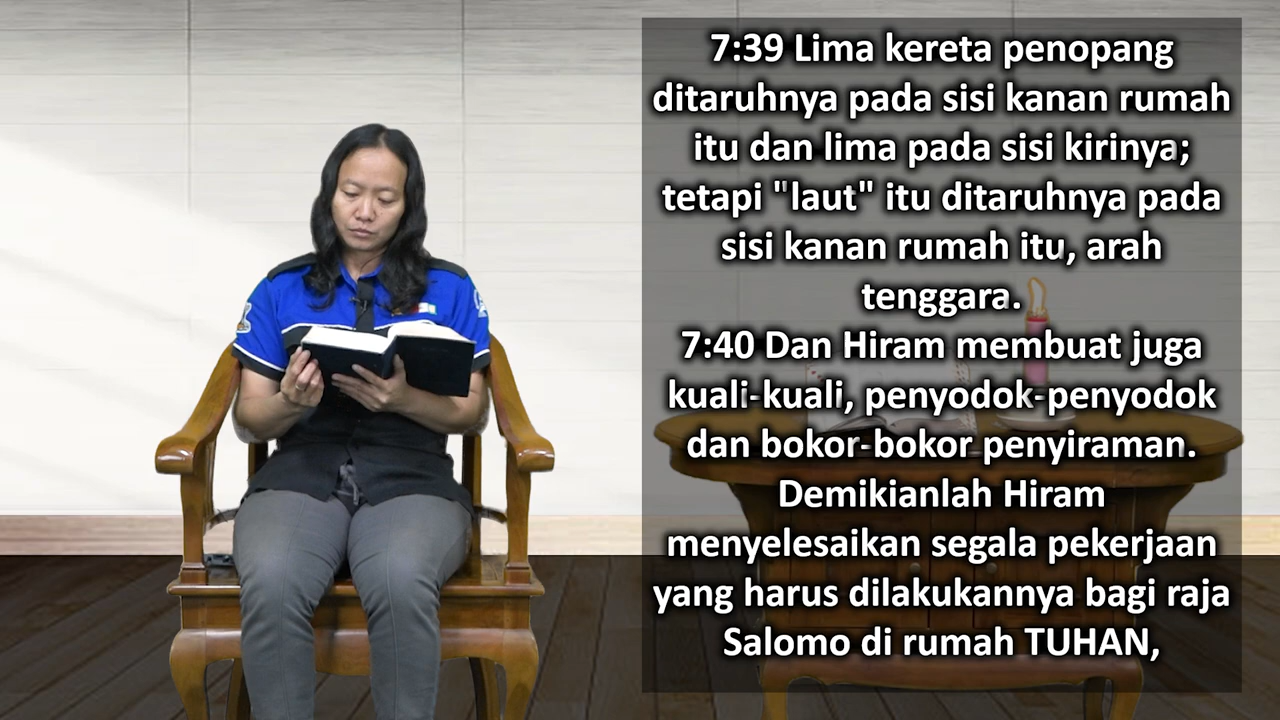 7:39 Lima kereta penopang
ditaruhnya pada sisi kanan rumah
itu dan lima pada sisi kirinya;
tetapi "laut" itu ditaruhnya pada
sisi kanan rumah itu, arah
tenggara.
7:40 Dan Hiram membuat juga
kuali-kuali, penyodok-penyodok
dan bokor-bokor penyiraman.
Demikianlah Hiram
menyelesaikan segala pekerjaan
yang harus dilakukannya bagi raja
Salomo di rumah TUHAN,